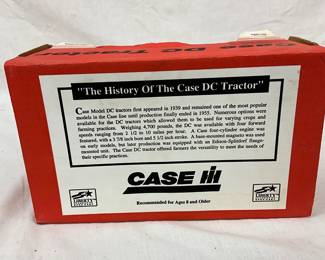 Case DC Tractor
"The History Of The Case DC Tractor"
Case Model DC tractors first appeared in 1939 and remained one of the most popular
models in the Case line until production finally ended in 1955. Numerous options were
available for the DC tractors which allowed them to be used for varying crops and
farming practices. Weighing 4,700 pounds, the DC was available with four forward
speeds ranging from 2 1/2 to 10 miles per hour. A Case four-cylinder engine was
featured, with a 3 7/8 inch bore and 5 1/2 inch stroke. A base-mounted magneto was used
on early models, but later production was equipped with an Edison-Splitdorf flange-
mounted unit. The Case DC tractor offered farmers the versatility to meet the needs of
their specific practices.
CASE IH
Recommended for Ages 8 and Older